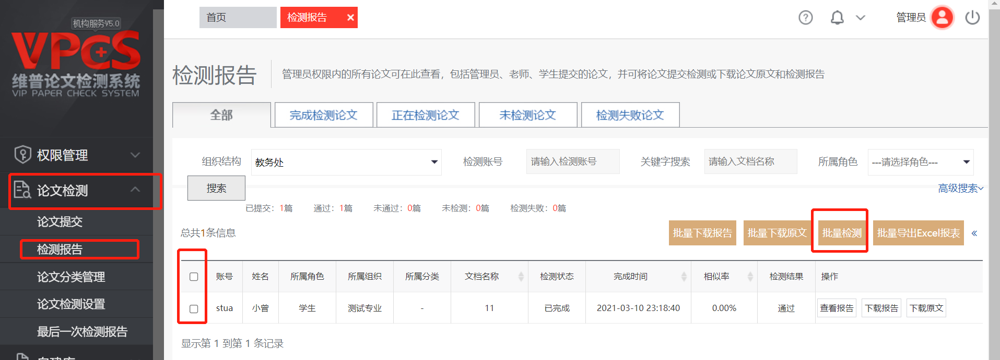 机构服务V5.0
VPCS
维普论文检测系统
VIP PAPER CHECK SYSTEM
权限管理
论文检测
论文提交
检测报告
论文分类管理
论文检测设置
最后一次检测报告
首页 检测报告 × 管理员
检测报告 管理员权限内的所有论文可在此查看，包括管理员、老师、学生提交的论文，并可将论文提交检测或下载论文原文和检测报告
全部 完成检测论文 正在检测论文 未检测论文 检测失败论文
组织结构 教务处 检测账号 请输入检测账号 关键字搜索 请输入文档名称 所属角色 ---请选择角色---
搜索 高级搜索
已提交：1篇 通过：1篇 未通过：0篇 未检测：0篇 检测失败：0篇
总共1条信息 批量下载报告 批量下载原文 批量检测 批量导出Excel报表 «
账号 姓名 所属角色 所属组织 所属分类 文档名称 检测状态 完成时间 相似率 检测结果 操作
stua 小曾 学生 测试专业 - 11 已完成 2021-03-10 23:18:40 0.00% 通过 查看报告 下载报告 下载原文
显示第 1 到第 1 条记录